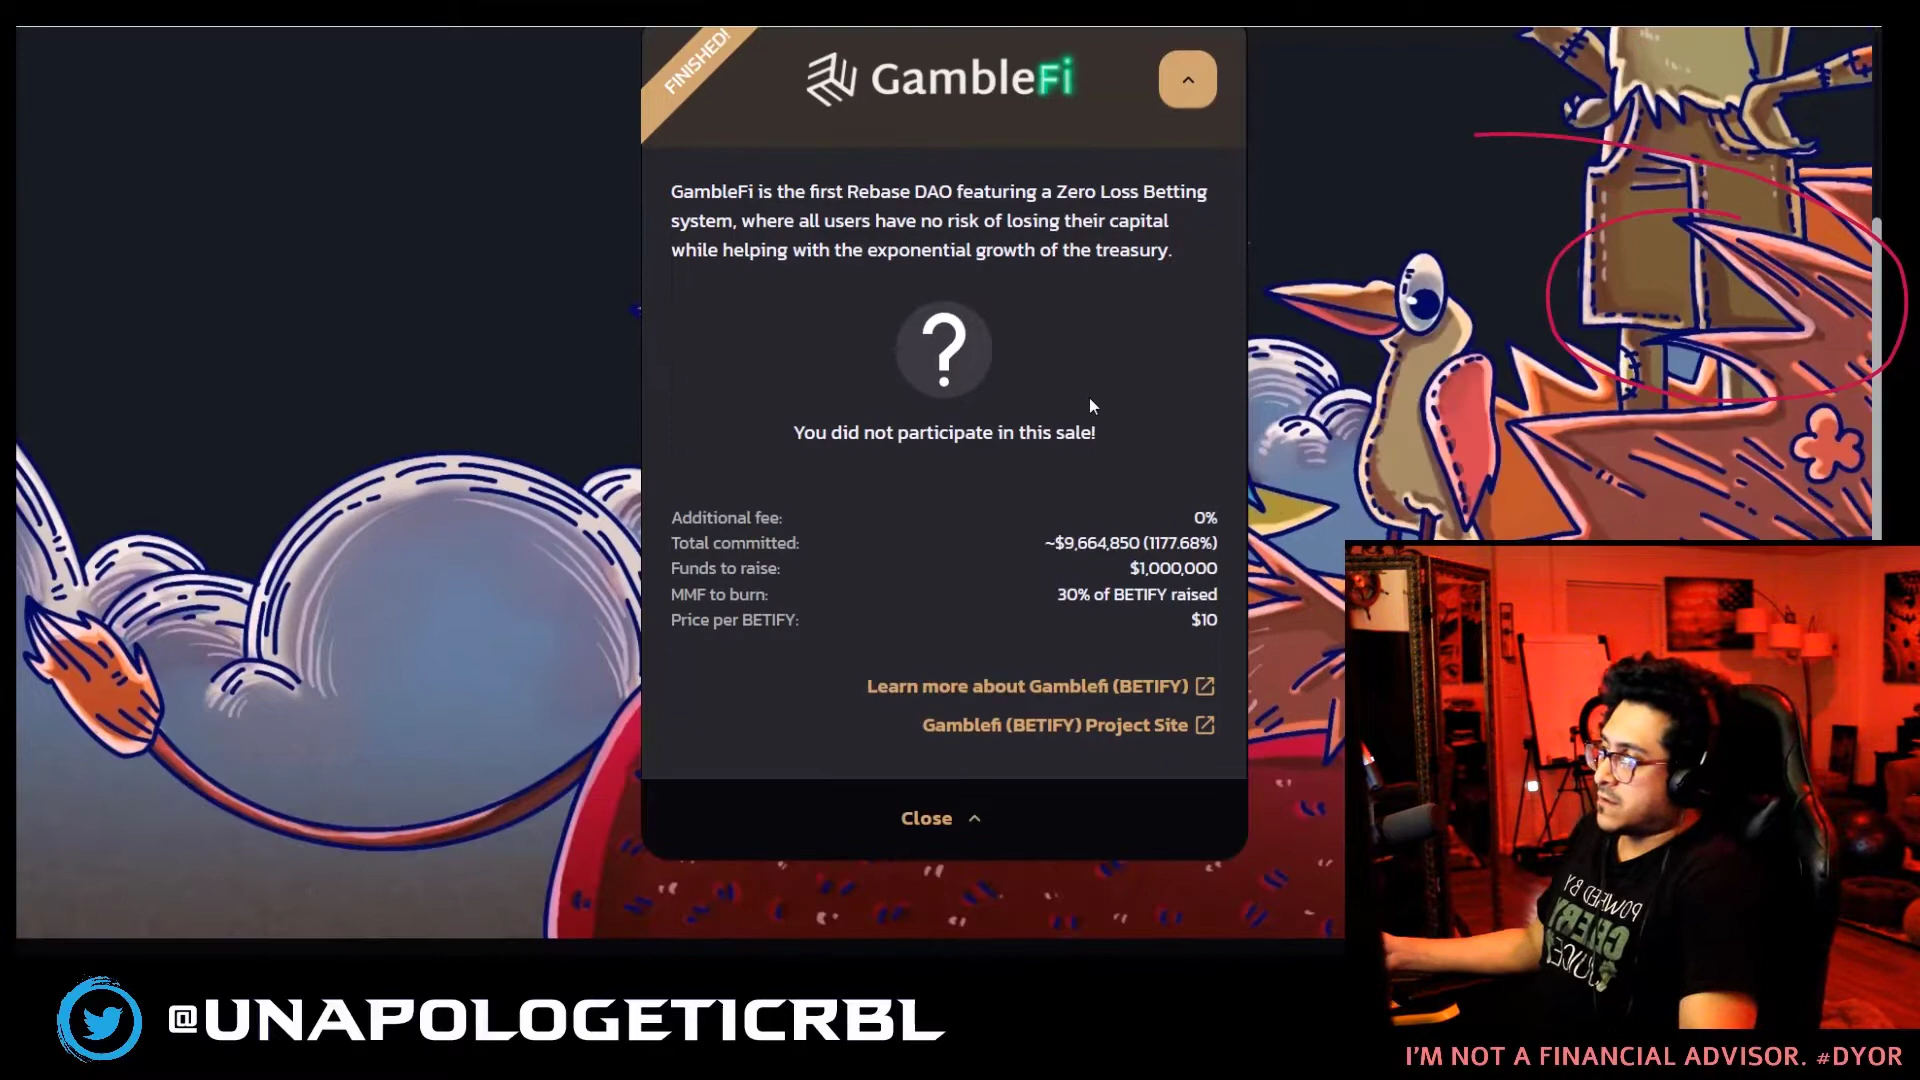 FINISHED!
GambleFi
GambleFi is the first Rebase DAO featuring a Zero Loss Betting
system, where all users have no risk of losing their capital
while helping with the exponential growth of the treasury.
?
You did not participate in this sale!
Additional fee: 0%
Total committed: ~$9,664,850 (1177.68%)
Funds to raise: $1,000,000
MMF to burn: 30% of BETIFY raised
Price per BETIFY: $10
Learn more about Gamblefi (BETIFY)
Gamblefi (BETIFY) Project Site
Close
POWERED BY
CELERY
JUICE
@UNAPOLOGETICRBL
I'M NOT A FINANCIAL ADVISOR. #DYOR